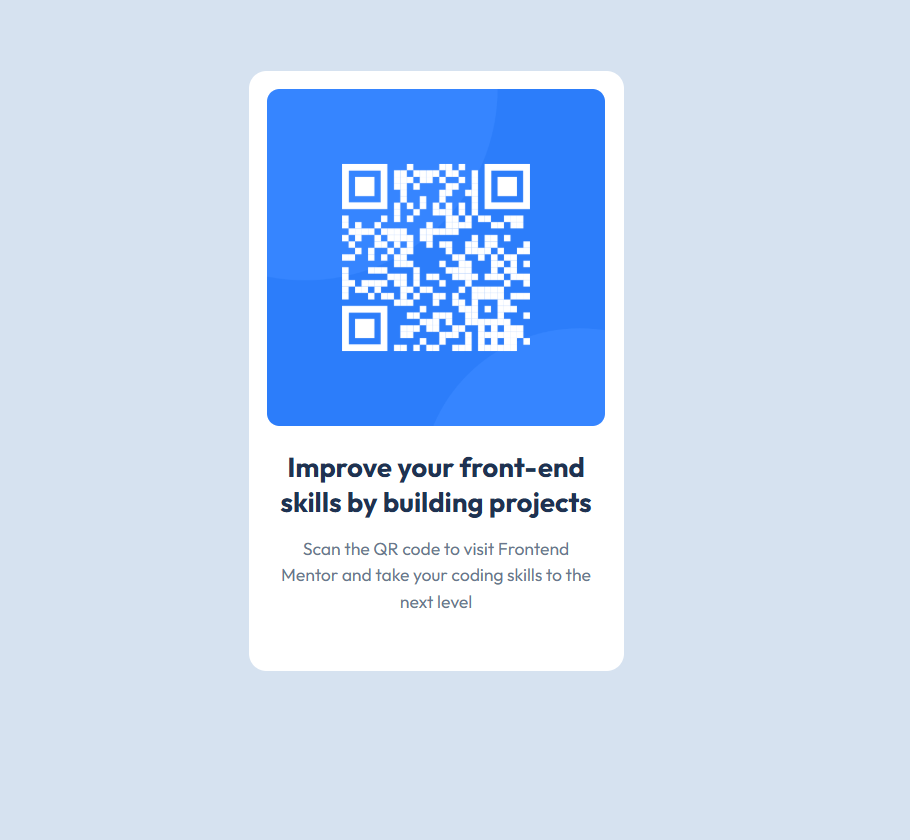 Improve your front-end
skills by building projects
Scan the QR code to visit Frontend
Mentor and take your coding skills to the
next level